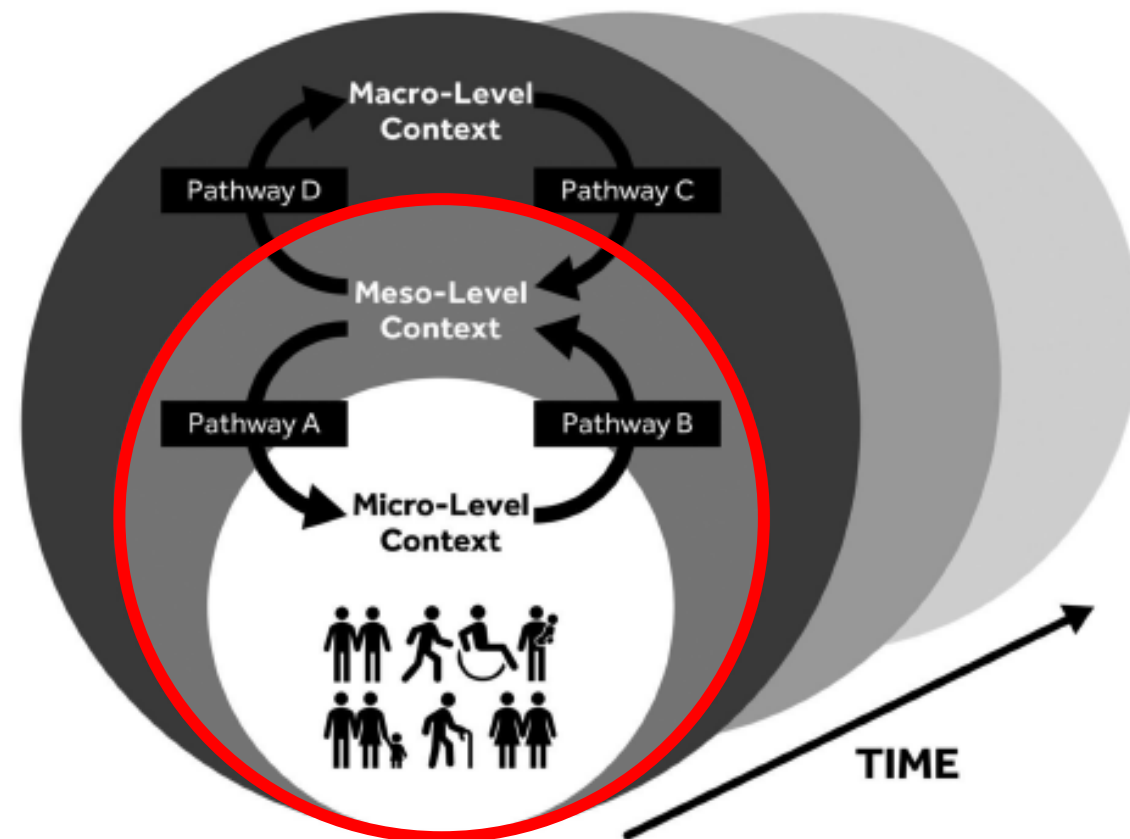 Macro-Level
Context
Pathway D
Pathway C
Meso-Level
Context
Pathway A
Pathway B
Micro-Level
Context
TIME